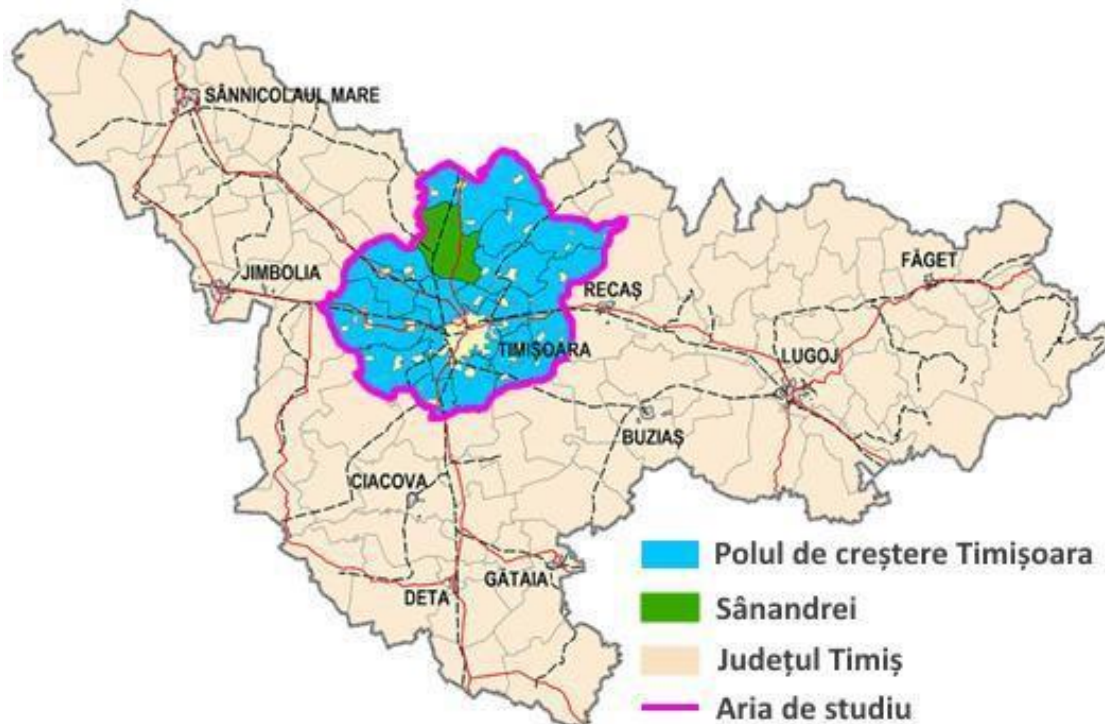 SÂNNICOLAUL MARE
JIMBOLIA
FĂGET
RECAȘ
TIMIȘOARA
LUGOJ
BUZIAȘ
CIACOVA
GĂTAIA
DETA
Polul de creștere Timișoara
Sânandrei
Județul Timiș
Aria de studiu